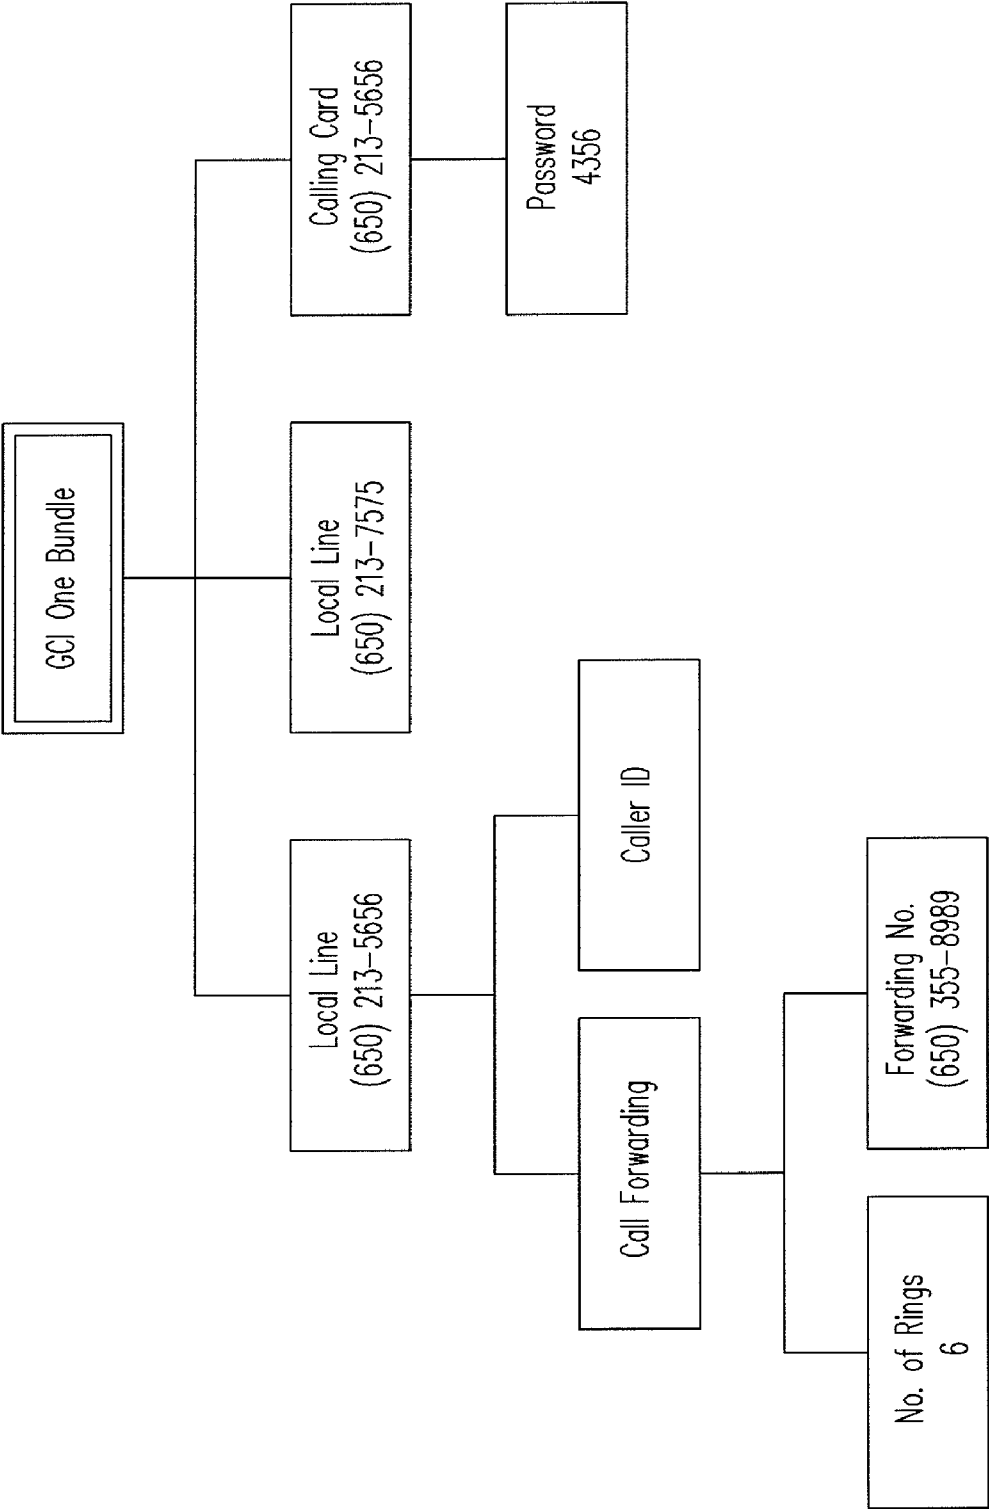 GCI One Bundle
Local Line
(650) 213-5656
Local Line
(650) 213-7575
Calling Card
(650) 213-5656
Call Forwarding
Caller ID
Password
4356
No. of Rings
6
Forwarding No.
(650) 355-8989